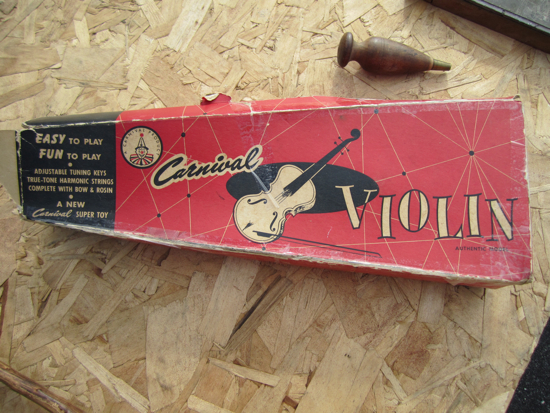 EASY TO PLAY
FUN TO PLAY
ADJUSTABLE TUNING KEYS
TRUE-TONE HARMONIC STRINGS
COMPLETE WITH BOW & ROSIN
A NEW
Carnival SUPER TOY
Carnival
VIOLIN
AUTHENTIC